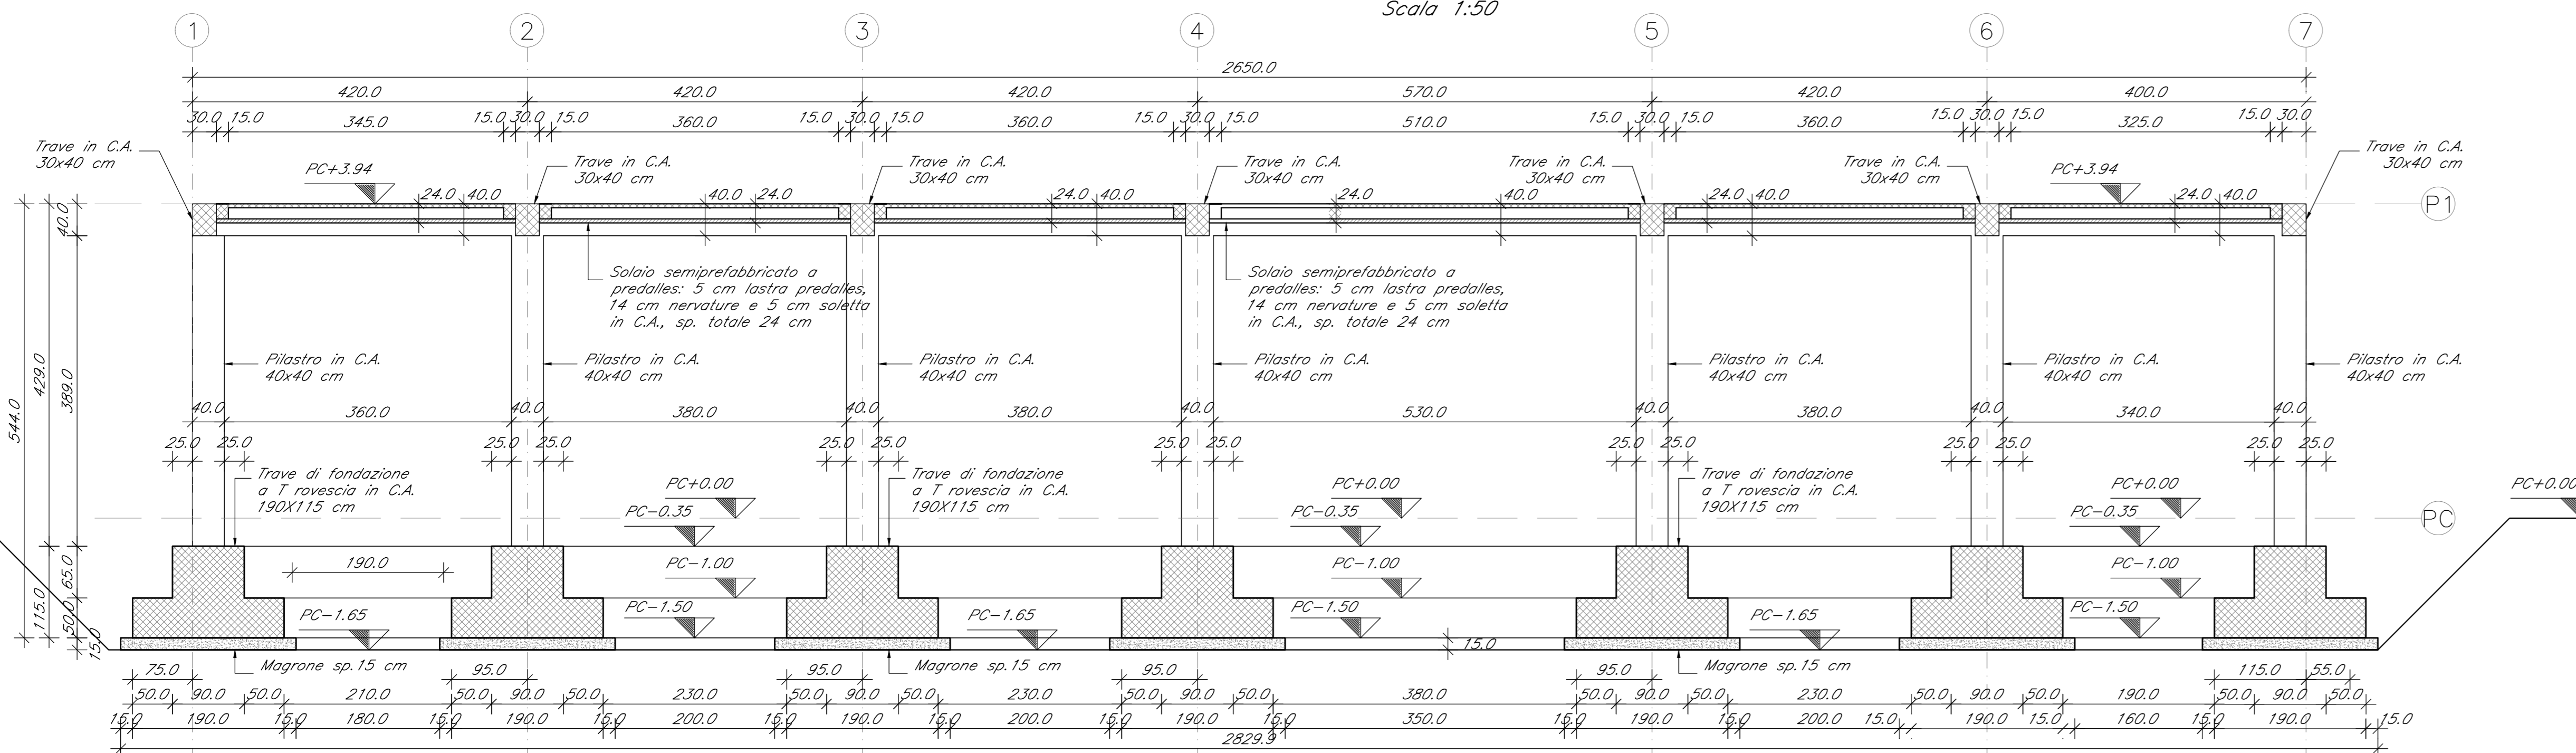 Scala 1:50
1 2 3 4 5 6 7
2650.0
420.0 420.0 420.0 570.0 420.0 400.0
30.0 15.0 345.0 15.0 30.0 15.0 360.0 15.0 30.0 15.0 360.0 15.0 30.0 15.0 510.0 15.0 30.0 15.0 360.0 15.0 30.0 15.0 325.0 15.0 30.0
Trave in C.A.
30x40 cm
Trave in C.A.
30x40 cm
Trave in C.A.
30x40 cm
Trave in C.A.
30x40 cm
Trave in C.A.
30x40 cm
Trave in C.A.
30x40 cm
Trave in C.A.
30x40 cm
PC+3.94 PC+3.94
24.0 40.0 40.0 24.0 24.0 40.0 24.0 40.0 24.0 40.0 24.0 40.0
P1
Solaio semiprefabbricato a
predalles: 5 cm lastra predalles,
14 cm nervature e 5 cm soletta
in C.A., sp. totale 24 cm
Solaio semiprefabbricato a
predalles: 5 cm lastra predalles,
14 cm nervature e 5 cm soletta
in C.A., sp. totale 24 cm
544.0
429.0
115.0
40.0
389.0
65.0
50.0
15.0
Pilastro in C.A.
40x40 cm
Pilastro in C.A.
40x40 cm
Pilastro in C.A.
40x40 cm
Pilastro in C.A.
40x40 cm
Pilastro in C.A.
40x40 cm
Pilastro in C.A.
40x40 cm
Pilastro in C.A.
40x40 cm
40.0 360.0 40.0 380.0 40.0 380.0 40.0 530.0 40.0 380.0 40.0 340.0 40.0
25.0 25.0 25.0 25.0 25.0 25.0 25.0 25.0 25.0 25.0 25.0 25.0 25.0 25.0
Trave di fondazione
a T rovescia in C.A.
190X115 cm
Trave di fondazione
a T rovescia in C.A.
190X115 cm
Trave di fondazione
a T rovescia in C.A.
190X115 cm
PC+0.00 PC+0.00 PC+0.00 PC+0.00
PC-0.35 PC-0.35 PC-0.35
PC
190.0
PC-1.00 PC-1.00 PC-1.00
PC-1.50 PC-1.50 PC-1.50
PC-1.65 PC-1.65 PC-1.65
15.0
Magrone sp.15 cm Magrone sp.15 cm Magrone sp.15 cm
75.0 95.0 95.0 95.0 95.0 115.0 55.0
50.0 90.0 50.0 210.0 50.0 90.0 50.0 230.0 50.0 90.0 50.0 230.0 50.0 90.0 50.0 380.0 50.0 90.0 50.0 230.0 50.0 90.0 50.0 190.0 50.0 90.0 50.0
15.0 190.0 15.0 180.0 15.0 190.0 15.0 200.0 15.0 190.0 15.0 200.0 15.0 190.0 15.0 350.0 15.0 190.0 15.0 200.0 15.0 190.0 15.0 160.0 15.0 190.0 15.0
2829.9